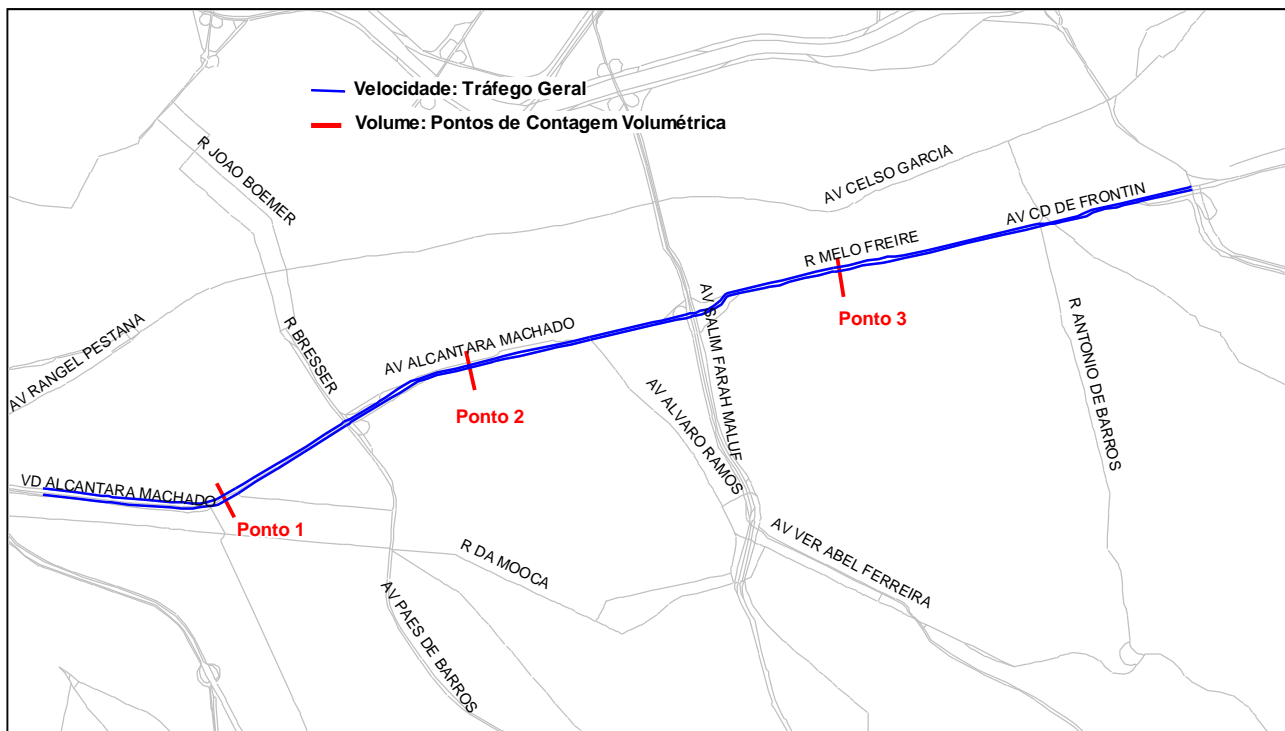 Velocidade: Tráfego Geral
Volume: Pontos de Contagem Volumétrica
R JOAO BOEMER
AV CELSO GARCIA
AV CD DE FRONTIN
R MELO FREIRE
AV SALIM FARAH MALUF
Ponto 3
R ANTONIO DE BARROS
AV RANGEL PESTANA
R BRESSER
AV ALCANTARA MACHADO
Ponto 2
AV ALVARO RAMOS
VD ALCANTARA MACHADO
Ponto 1
R DA MOOCA
AV VER ABEL FERREIRA
AV PAES DE BARROS